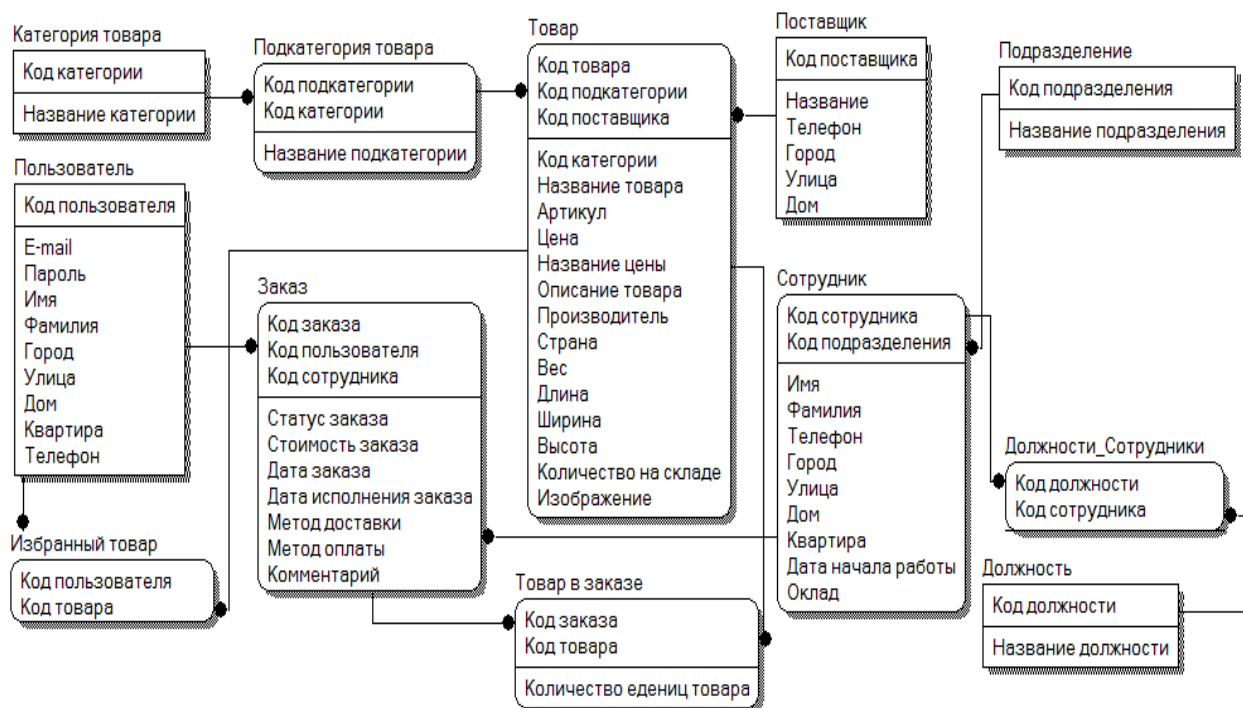 Категория товара
Код категории
Название категории
Подкатегория товара
Код подкатегории
Код категории
Название подкатегории
Товар
Код товара
Код подкатегории
Код поставщика
Код категории
Название товара
Артикул
Цена
Название цены
Описание товара
Производитель
Страна
Вес
Длина
Ширина
Высота
Количество на складе
Изображение
Поставщик
Код поставщика
Название
Телефон
Город
Улица
Дом
Подразделение
Код подразделения
Название подразделения
Пользователь
Код пользователя
E-mail
Пароль
Имя
Фамилия
Город
Улица
Дом
Квартира
Телефон
Заказ
Код заказа
Код пользователя
Код сотрудника
Статус заказа
Стоимость заказа
Дата заказа
Дата исполнения заказа
Метод доставки
Метод оплаты
Комментарий
Сотрудник
Код сотрудника
Код подразделения
Имя
Фамилия
Телефон
Город
Улица
Дом
Квартира
Дата начала работы
Оклад
Должности_Сотрудники
Код должности
Код сотрудника
Избранный товар
Код пользователя
Код товара
Товар в заказе
Код заказа
Код товара
Количество едениц товара
Должность
Код должности
Название должности